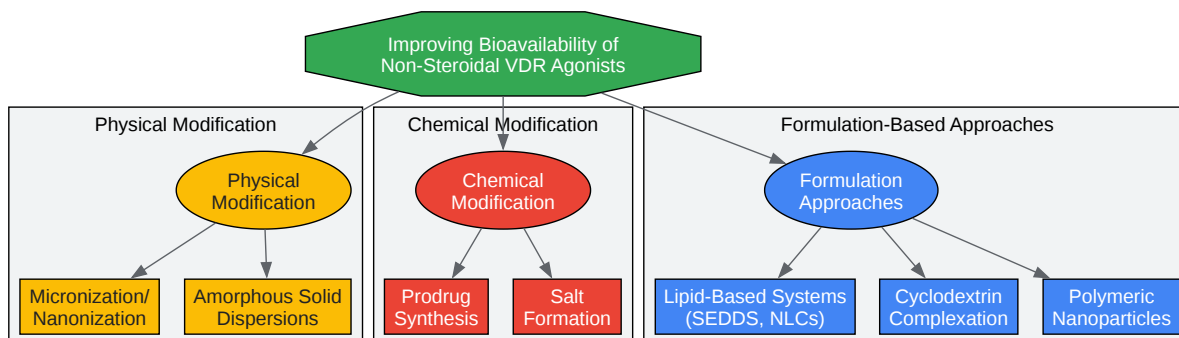 Improving Bioavailability of
Non-Steroidal VDR Agonists
Physical Modification
Chemical Modification
Formulation-Based Approaches
Physical
Modification
Chemical
Modification
Formulation
Approaches
Micronization/
Nanonization
Amorphous Solid
Dispersions
Prodrug
Synthesis
Salt
Formation
Lipid-Based Systems
(SEDDS, NLCs)
Cyclodextrin
Complexation
Polymeric
Nanoparticles